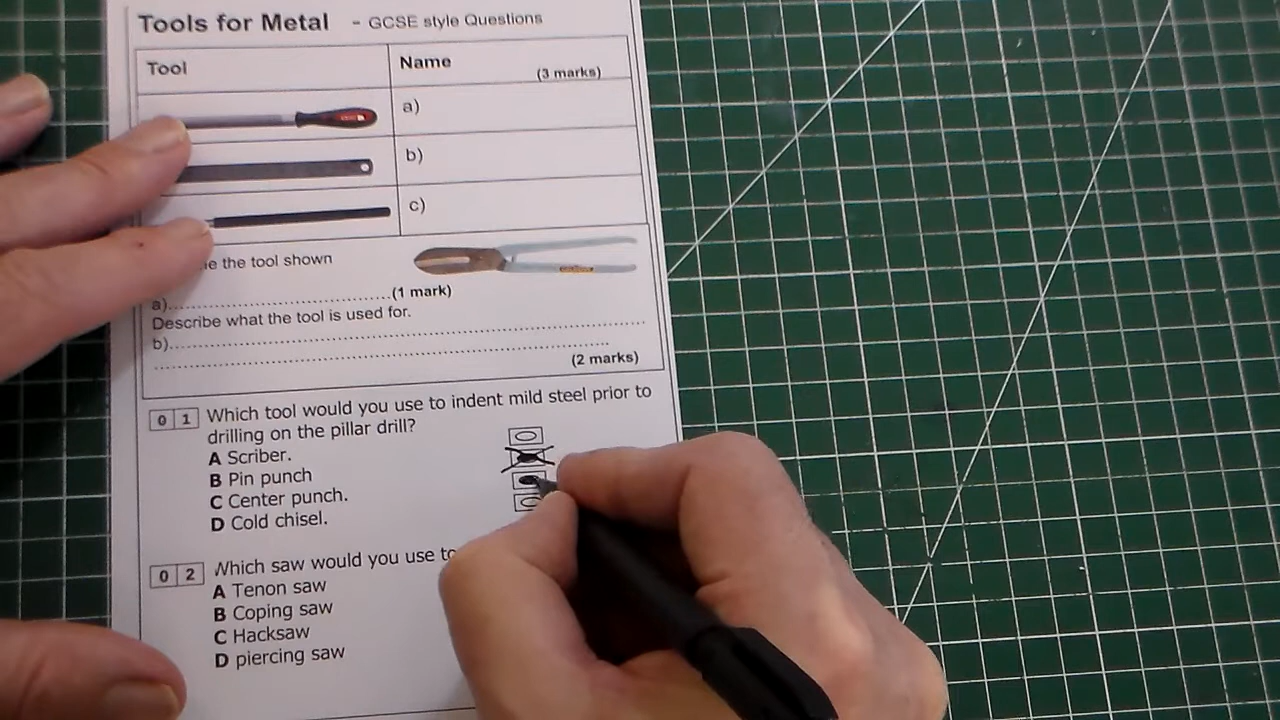 Tools for Metal - GCSE style Questions
Tool
Name
(3 marks)
a)
b)
c)
the tool shown
a)..................................(1 mark)
Describe what the tool is used for.
b)..................................................................
................................................................
(2 marks)
0 1 Which tool would you use to indent mild steel prior to
drilling on the pillar drill?
A Scriber.
B Pin punch
C Center punch.
D Cold chisel.
0 2 Which saw would you use to
A Tenon saw
B Coping saw
C Hacksaw
D piercing saw